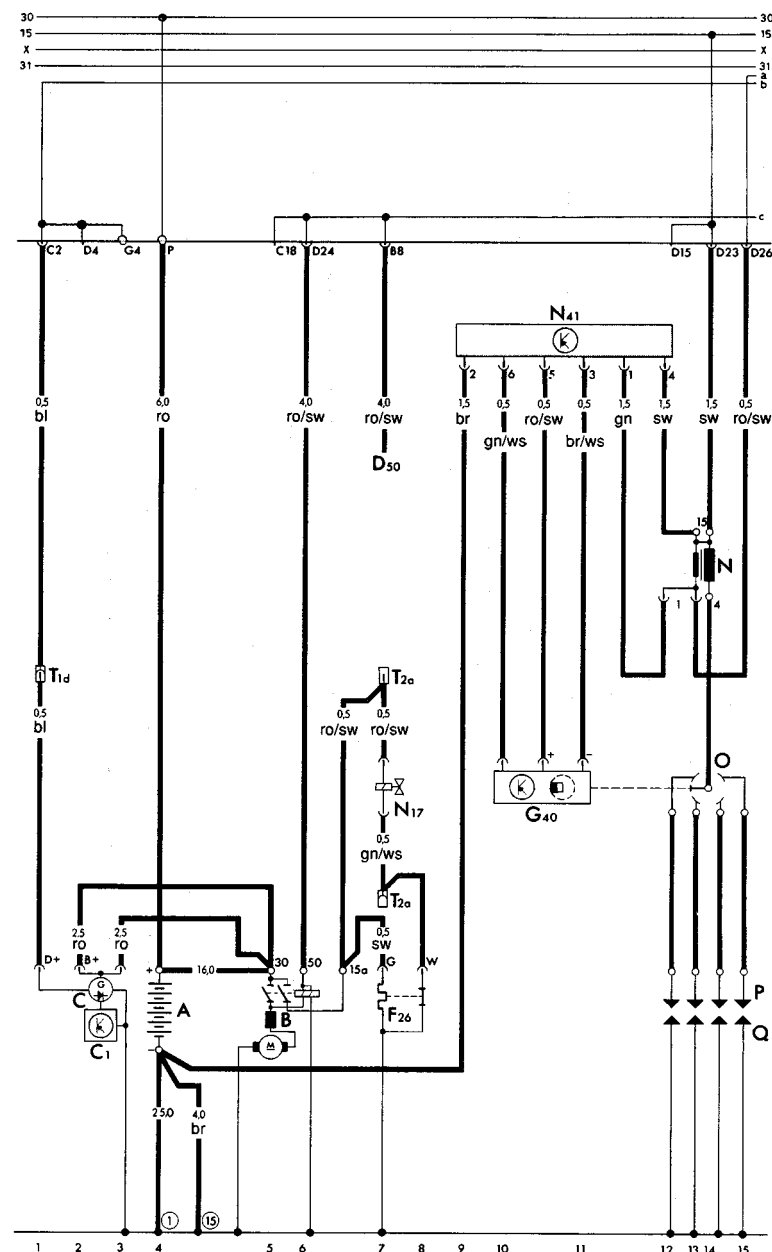 30 30
15 15
X X
31 31
a
b
c
C2 D4 G4 P C18 D24 B8 D15 D23 D26
N41
2 6 5 3 1 4
0,5 6,0 4,0 4,0 1,5 0,5 0,5 0,5 1,5 1,5 1,5 0,5
bl ro ro/sw ro/sw br gn/ws ro/sw br/ws gn sw sw ro/sw
D50
15
N
1 4
T1d T2a
0,5 0,5 0,5
bl ro/sw ro/sw
+ -
O
N17
G40
0,5
gn/ws
T2a
2,5 2,5 0,5
ro ro sw
D+ B+ + 16,0 30 50 15a G W
G
C A B F26 P
C1 M Q
-
25,0 4,0
br
1 15
1 2 3 4 5 6 7 8 9 10 11 12 13 14 15